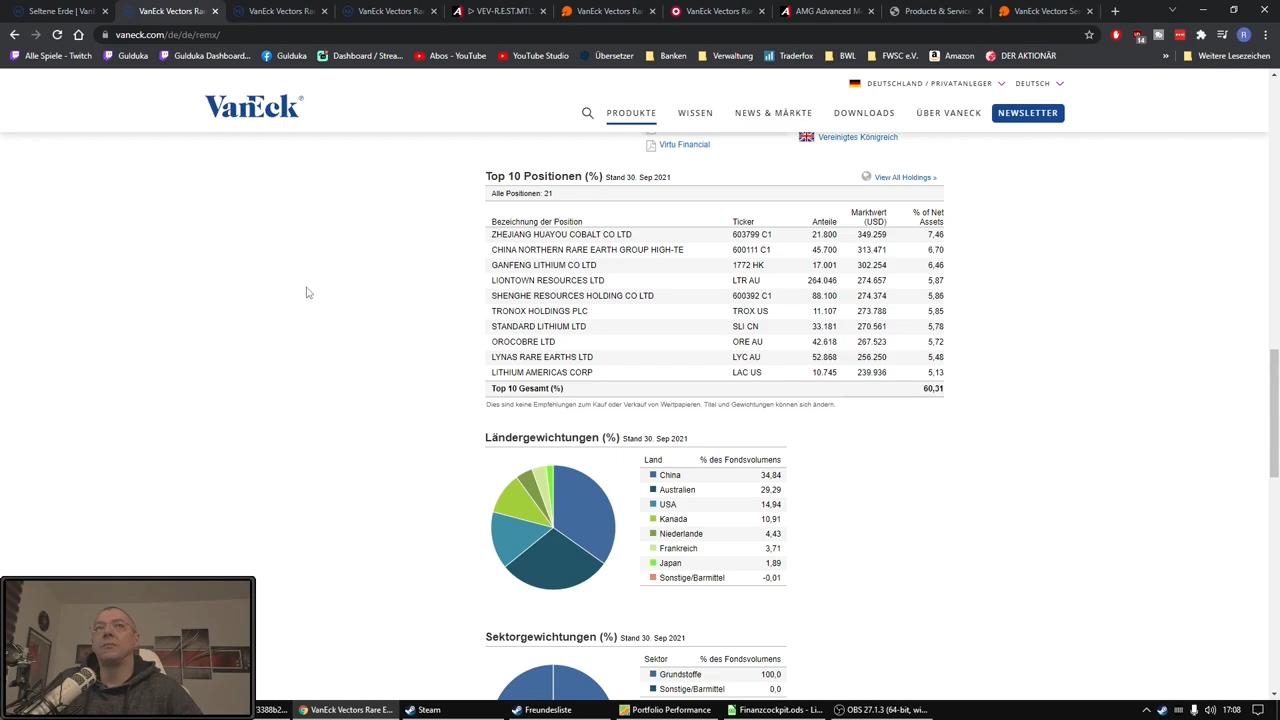 Seltene Erde | VanEck
VanEck Vectors Rare
VanEck Vectors Rar
VanEck Vectors Rar
D> VEV-R.EST.MTL
VanEck Vectors Rare
VanEck Vectors Rar
AMG Advanced M
Products & Service
VanEck Vectors Se
vaneck.com/de/de/remx/
Alle Spiele - Twitch
Gulduka - Twitch
Gulduka Dashboard...
Gulduka
Dashboard / Stream...
Abos - YouTube
YouTube Studio
Übersetzer
Banken
Verwaltung
Traderfox
BWL
FWSC e.V.
Amazon
DER AKTIONÄR
»
Weitere Lesezeichen
DEUTSCHLAND / PRIVATANLEGER
DEUTSCH
VanEck®
PRODUKTE
WISSEN
NEWS & MÄRKTE
DOWNLOADS
ÜBER VANECK
NEWSLETTER
Virtu Financial
Vereinigtes Königreich
Top 10 Positionen (%) Stand 30. Sep 2021
View All Holdings »
Alle Positionen: 21
Bezeichnung der Position Ticker Anteile Marktwert (USD) % of Net Assets
ZHEJIANG HUAYOU COBALT CO LTD 603799 C1 21.800 349.259 7,46
CHINA NORTHERN RARE EARTH GROUP HIGH-TE 600111 C1 45.700 313.471 6,70
GANFENG LITHIUM CO LTD 1772 HK 17.001 302.254 6,46
LIONTOWN RESOURCES LTD LTR AU 264.046 274.657 5,87
SHENGHE RESOURCES HOLDING CO LTD 600392 C1 88.100 274.374 5,86
TRONOX HOLDINGS PLC TROX US 11.107 273.788 5,85
STANDARD LITHIUM LTD SLI CN 33.181 270.561 5,78
OROCOBRE LTD ORE AU 42.618 267.523 5,72
LYNAS RARE EARTHS LTD LYC AU 52.868 256.250 5,48
LITHIUM AMERICAS CORP LAC US 10.745 239.936 5,13
Top 10 Gesamt (%) 60,31
Dies sind keine Empfehlungen zum Kauf oder Verkauf von Wertpapieren. Titel und Gewichtungen können sich ändern.
Ländergewichtungen (%) Stand 30. Sep 2021
Land % des Fondsvolumens
China 34,84
Australien 29,29
USA 14,94
Kanada 10,91
Niederlande 4,43
Frankreich 3,71
Japan 1,89
Sonstige/Barmittel -0,01
Sektorgewichtungen (%) Stand 30. Sep 2021
Sektor % des Fondsvolumens
Grundstoffe 100,0
Sonstige/Barmittel 0,0
3388b2...
VanEck Vectors Rare E...
Steam
Freundesliste
Portfolio Performance
Finanzcockpit.ods - Li...
OBS 27.1.3 (64-bit, wi...
17:08